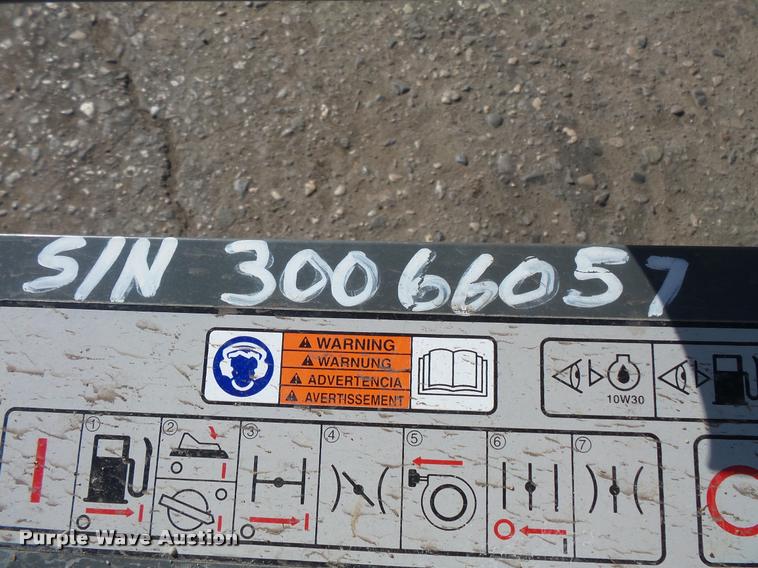 S/N 30066057
WARNING
WARNUNG
ADVERTENCIA
AVERTISSEMENT
10W30
1 2 3 4 5 6 7
Purple Wave Auction